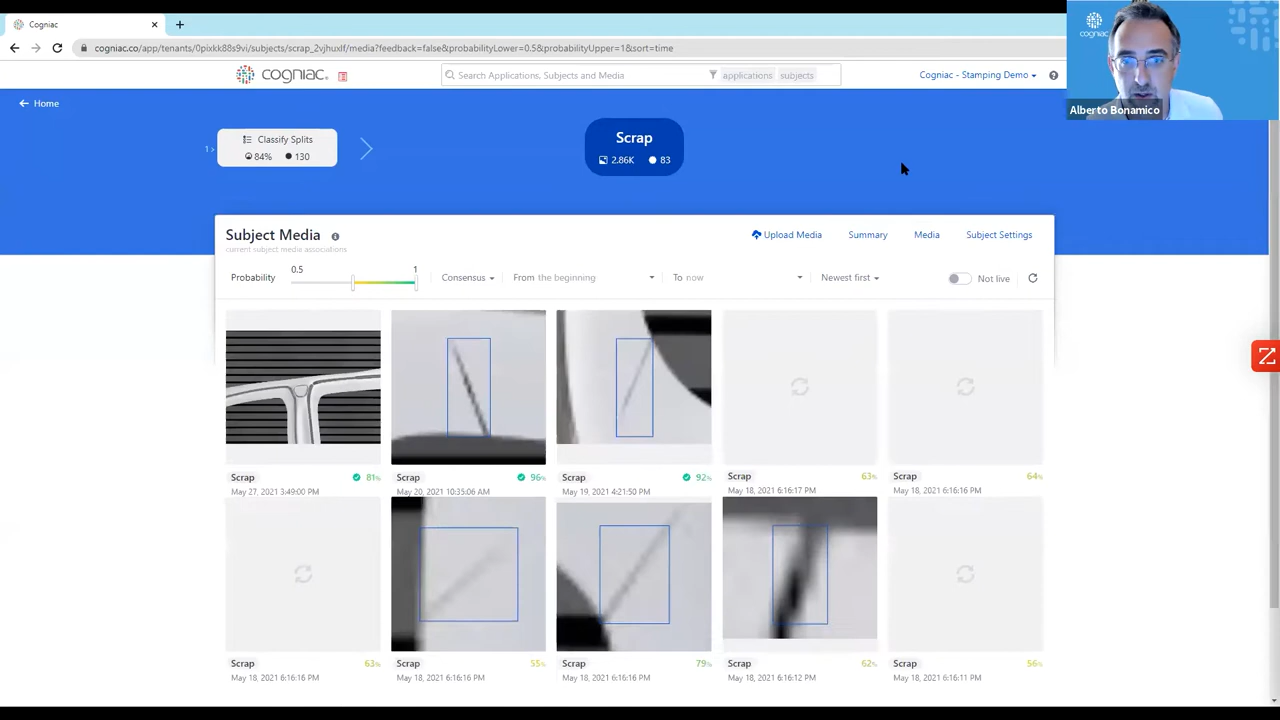 Cogniac
cogniac.co/app/tenants/0pixkk88s9vi/subjects/scrap_2vjhuxlf/media?feedback=false&probabilityLower=0.5&probabilityUpper=1&sort=time
cogniac
Search Applications, Subjects and Media
applications
subjects
Cogniac - Stamping Demo
cogniac
Alberto Bonamico
Home
1
Classify Splits
84% 130
Scrap
2.86K 83
Subject Media
current subject media associations
Upload Media
Summary
Media
Subject Settings
Probability
0.5
1
Consensus
From the beginning
To now
Newest first
Not live
Scrap 81%
May 27, 2021 3:49:00 PM
Scrap 96%
May 20, 2021 10:35:06 AM
Scrap 92%
May 19, 2021 4:21:50 PM
Scrap 63%
May 18, 2021 6:16:17 PM
Scrap 64%
May 18, 2021 6:16:16 PM
Scrap 63%
May 18, 2021 6:16:16 PM
Scrap 55%
May 18, 2021 6:16:16 PM
Scrap 79%
May 18, 2021 6:16:16 PM
Scrap 62%
May 18, 2021 6:16:12 PM
Scrap 56%
May 18, 2021 6:16:11 PM